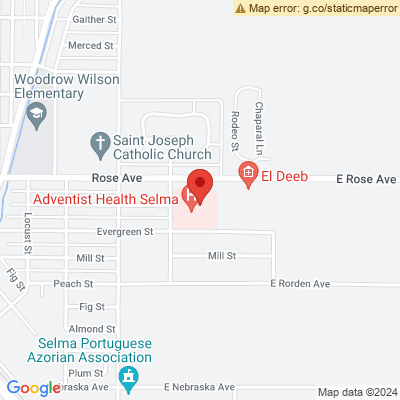 Map error: g.co/staticmaperror
Gaither St
Merced St
Woodrow Wilson
Elementary
Rodeo St
Chaparal Ln
Saint Joseph
Catholic Church
Rose Ave
El Deeb
E Rose Ave
Adventist Health Selma
Locust St
Evergreen St
Mill St
Mill St
Fig St
Peach St
E Rorden Ave
Fig St
Almond St
Selma Portuguese
Azorian Association
Plum St
Google
ebraska Ave
E Nebraska Ave
Map data ©2024